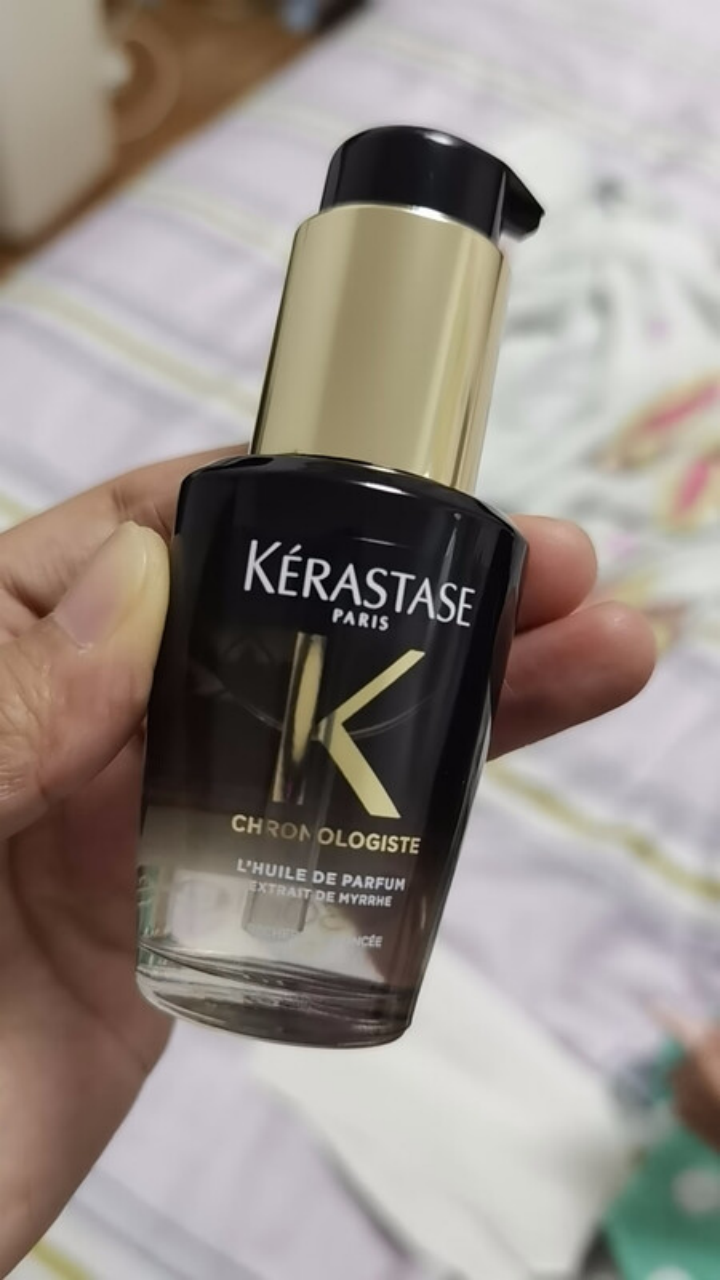 KÉRASTASE
PARIS
K
CHRONOLOGISTE
L'HUILE DE PARFUM
EXTRAIT DE MYRRHE